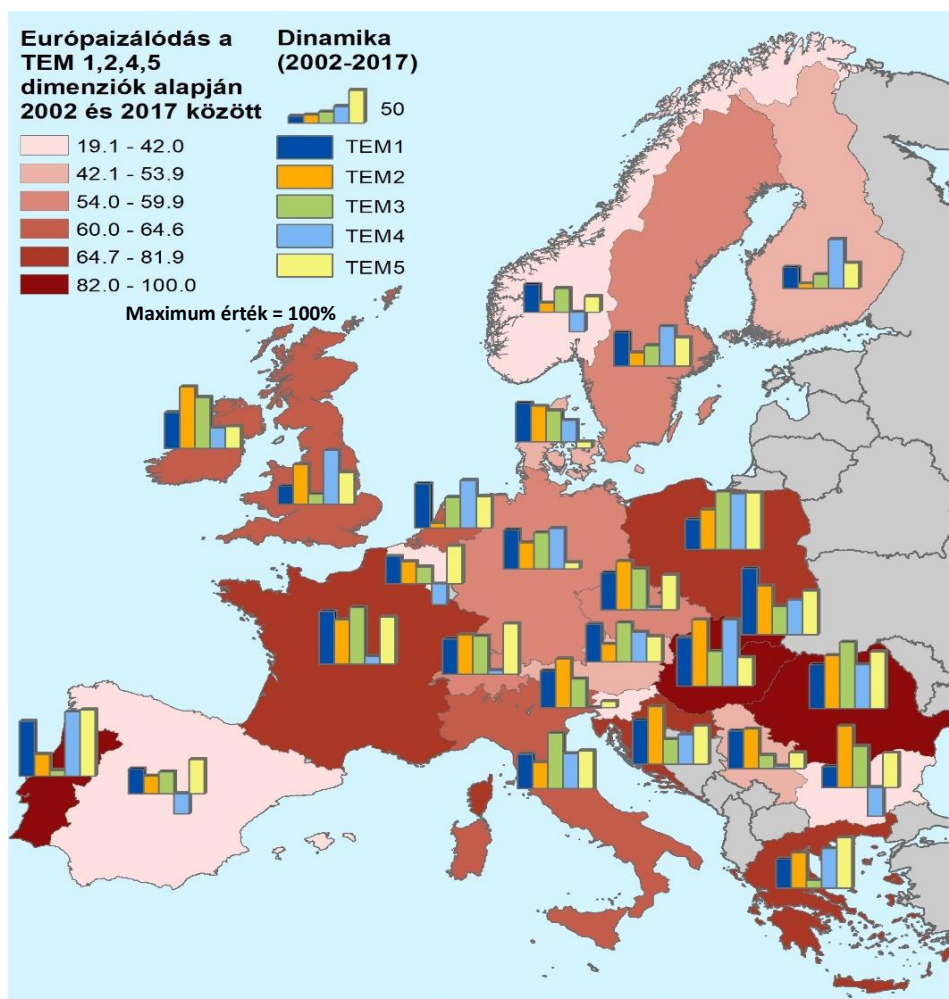 Európaizálódás a
TEM 1,2,4,5
dimenziók alapján
2002 és 2017 között
19.1 - 42.0
42.1 - 53.9
54.0 - 59.9
60.0 - 64.6
64.7 - 81.9
82.0 - 100.0
Maximum érték = 100%
Dinamika
(2002-2017)
50
TEM1
TEM2
TEM3
TEM4
TEM5